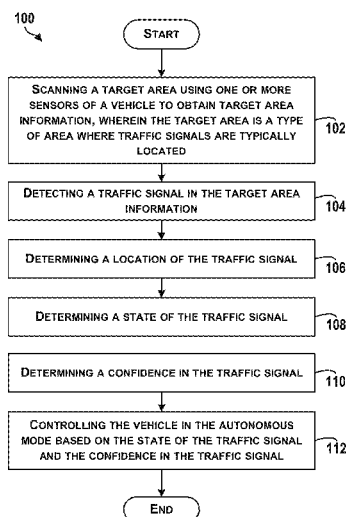 100
START
SCANNING A TARGET AREA USING ONE OR MORE
SENSORS OF A VEHICLE TO OBTAIN TARGET AREA
INFORMATION, WHEREIN THE TARGET AREA IS A TYPE
OF AREA WHERE TRAFFIC SIGNALS ARE TYPICALLY
LOCATED
102
DETECTING A TRAFFIC SIGNAL IN THE TARGET AREA
INFORMATION
104
DETERMINING A LOCATION OF THE TRAFFIC SIGNAL
106
DETERMINING A STATE OF THE TRAFFIC SIGNAL
108
DETERMINING A CONFIDENCE IN THE TRAFFIC SIGNAL
110
CONTROLLING THE VEHICLE IN THE AUTONOMOUS
MODE BASED ON THE STATE OF THE TRAFFIC SIGNAL
AND THE CONFIDENCE IN THE TRAFFIC SIGNAL
112
END